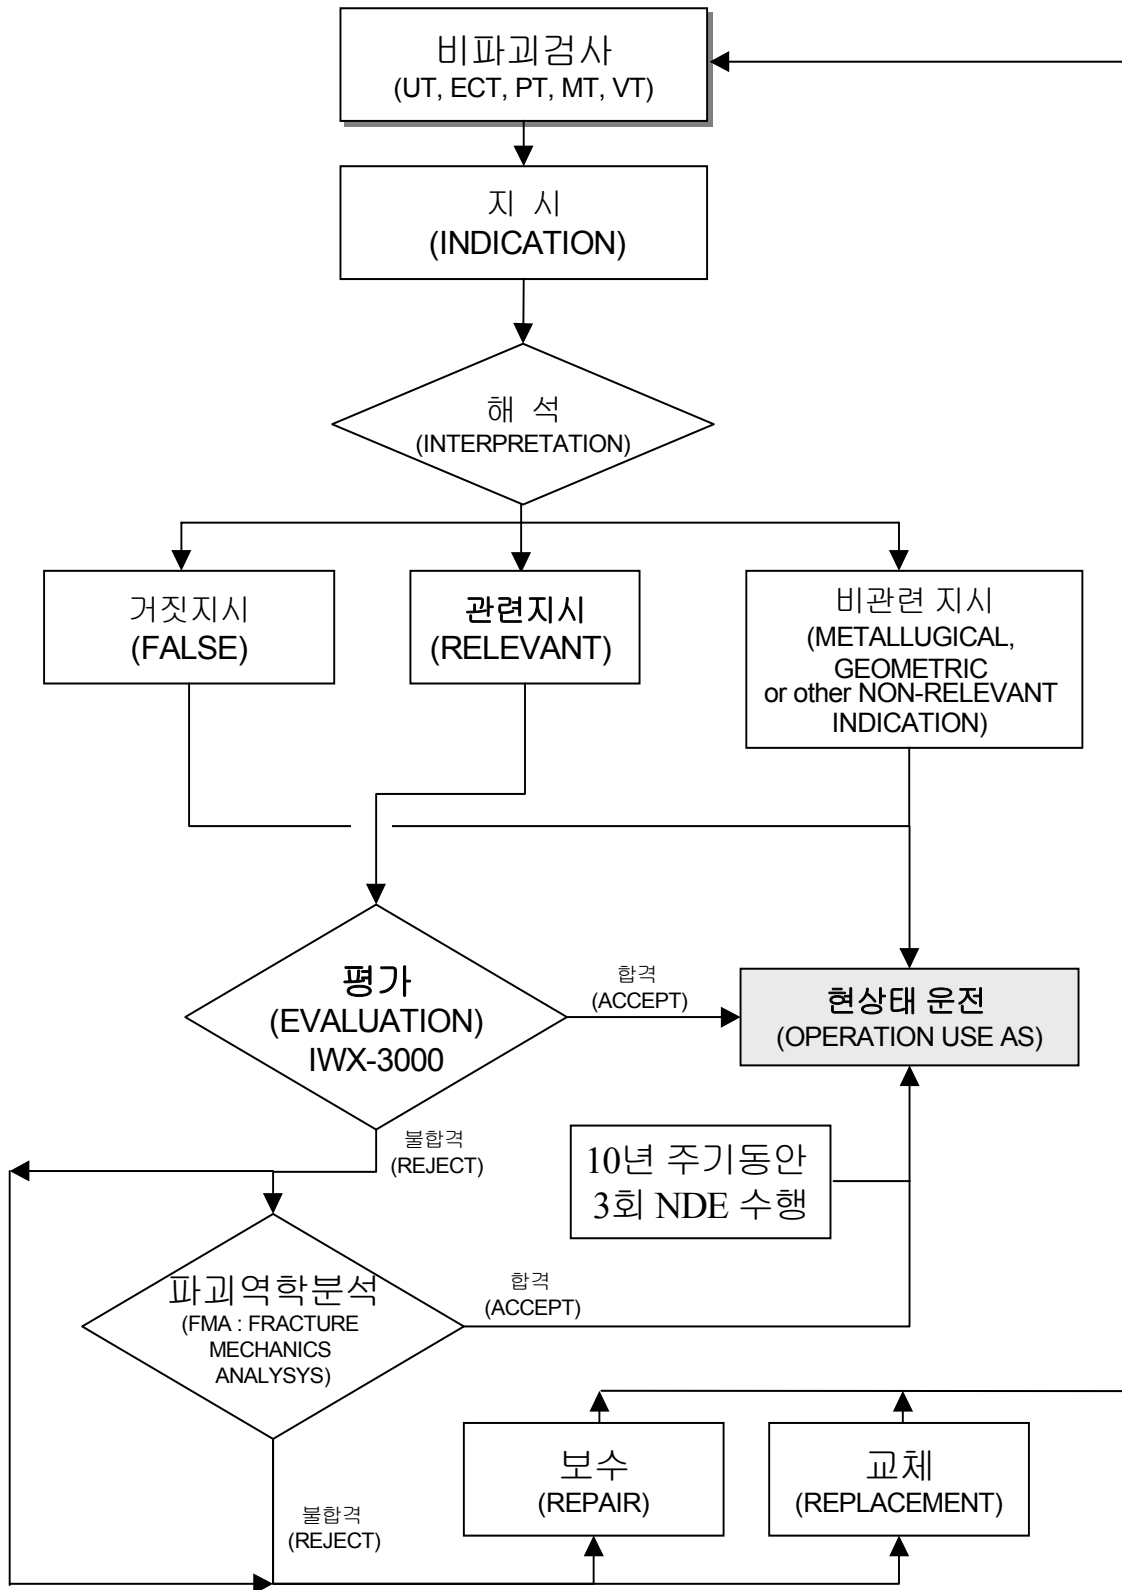 비파괴검사
(UT, ECT, PT, MT, VT)
지 시
(INDICATION)
해 석
(INTERPRETATION)
거짓지시
(FALSE)
관련지시
(RELEVANT)
비관련 지시
(METALLUGICAL,
GEOMETRIC
or other NON-RELEVANT
INDICATION)
평가
(EVALUATION)
IWX-3000
합격
(ACCEPT)
현상태 운전
(OPERATION USE AS)
불합격
(REJECT)
10년 주기동안
3회 NDE 수행
파괴역학분석
(FMA : FRACTURE
MECHANICS
ANALYSYS)
합격
(ACCEPT)
보수
(REPAIR)
교체
(REPLACEMENT)
불합격
(REJECT)